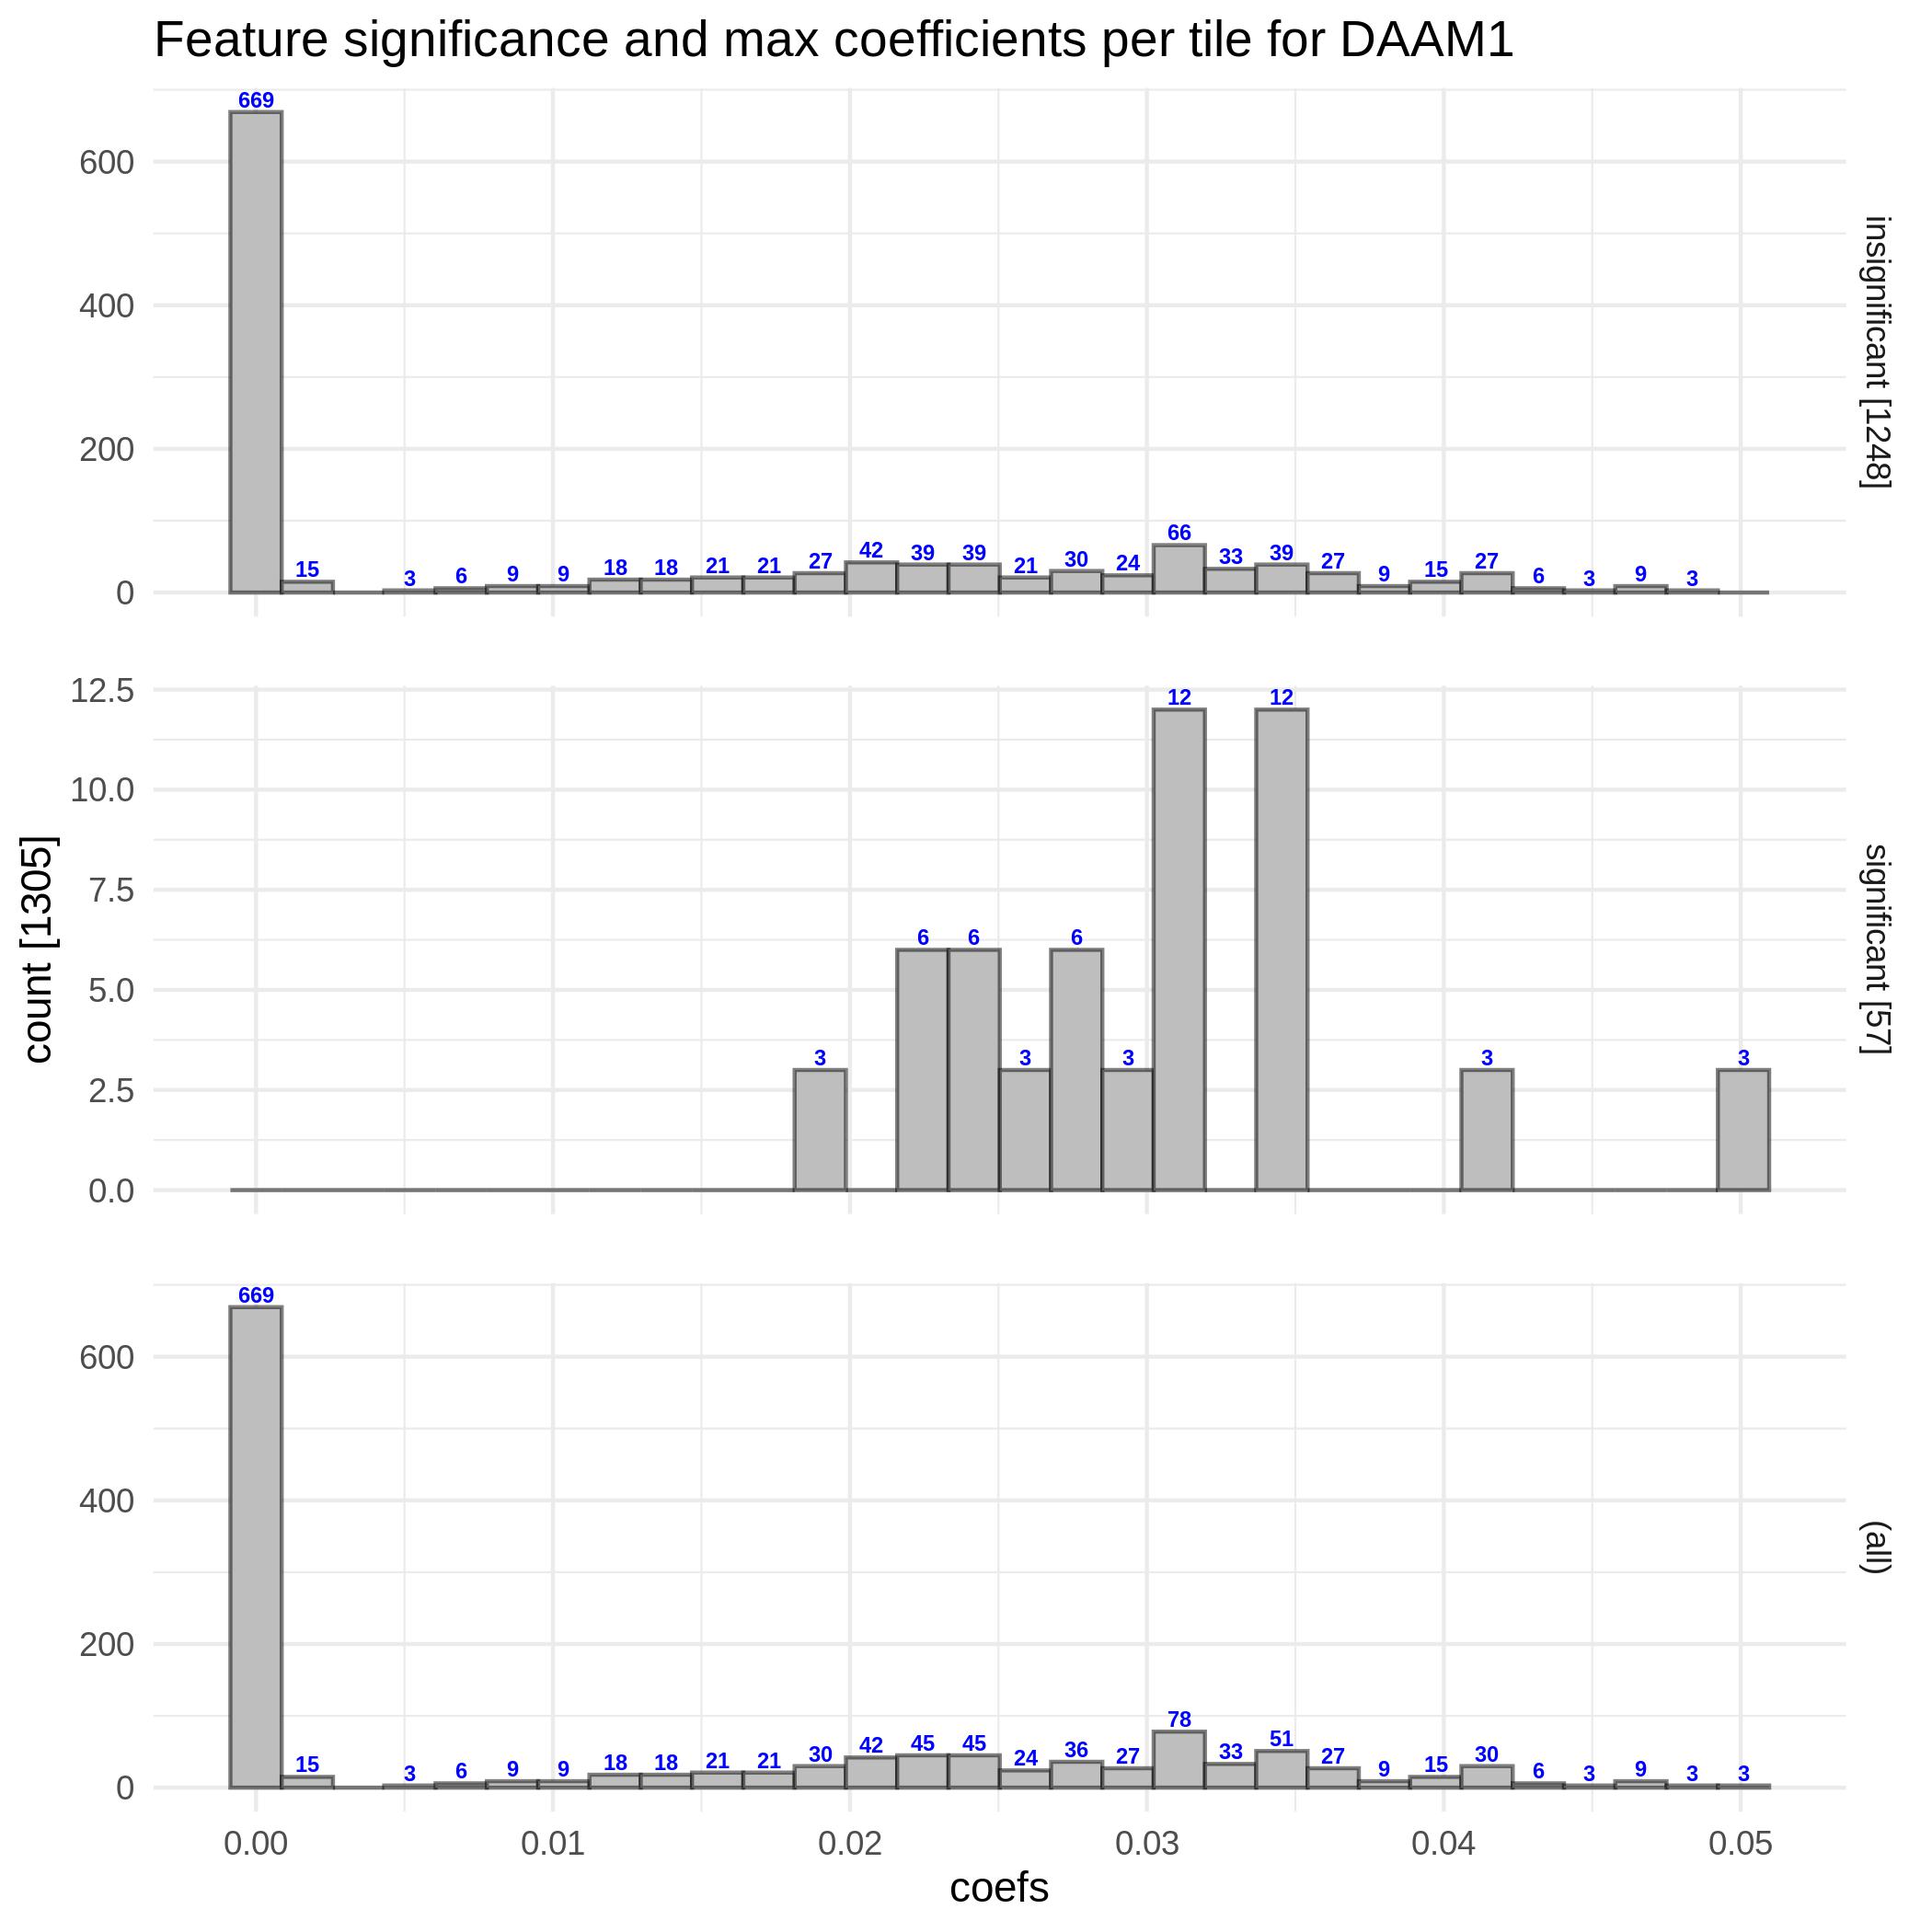 Feature significance and max coefficients per tile for DAAM1
669
600
400
200
0
15 3 6 9 9 18 18 21 21 27 42 39 39 21 30 24 66 33 39 27 9 15 27 6 3 9 3
insignificant [1248]
12.5
10.0
7.5
5.0
2.5
0.0
3 6 6 3 6 3 12 12 3 3
significant [57]
count [1305]
669
600
400
200
0
15 3 6 9 9 18 18 21 21 30 42 45 45 24 36 27 78 33 51 27 9 15 30 6 3 9 3 3
(all)
0.00 0.01 0.02 0.03 0.04 0.05
coefs